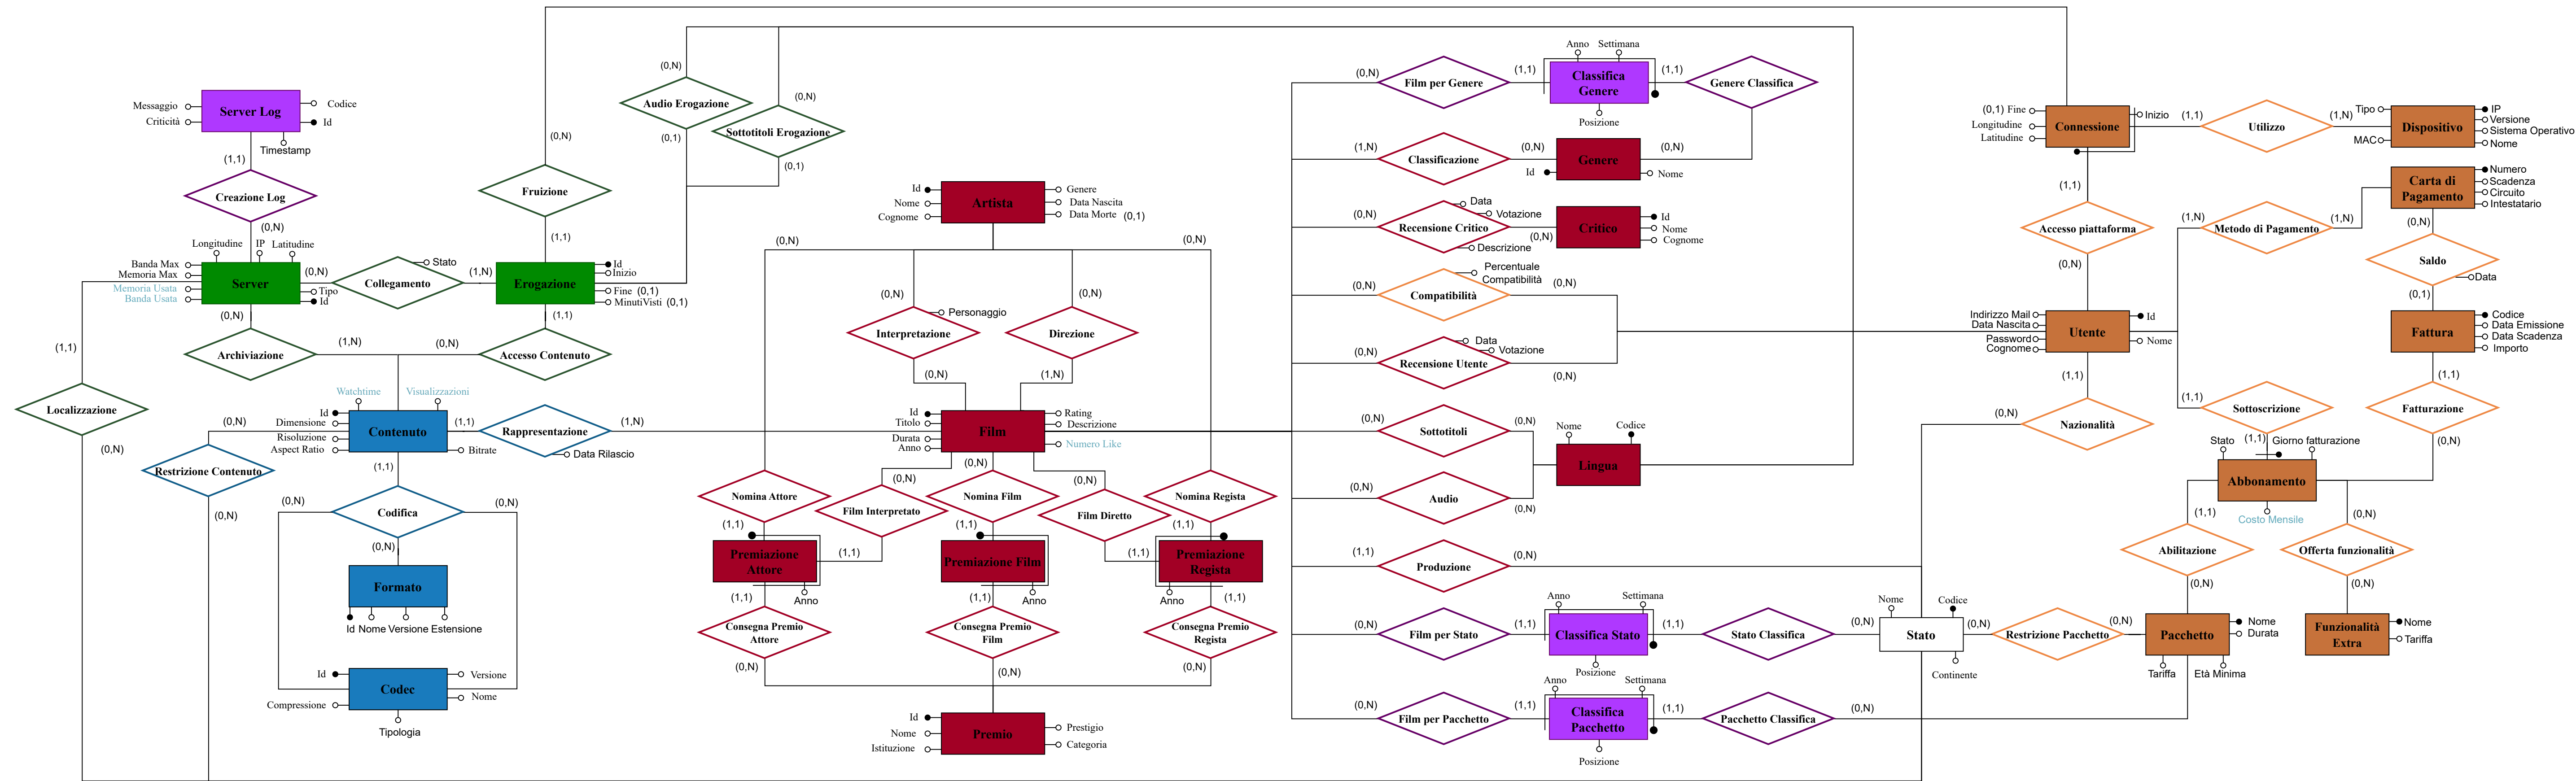 Messaggio
Criticità
Server Log
Codice
Id
Timestamp
(1,1)
Creazione Log
(0,N)
Longitudine
IP
Latitudine
Banda Max
Memoria Max
Memoria Usata
Banda Usata
Server
Tipo
Id
(0,N)
Collegamento
Stato
(1,N)
Erogazione
Id
Inizio
Fine (0,1)
MinutiVisti (0,1)
(0,N)
Fruizione
(1,1)
(0,N)
Audio Erogazione
(0,1)
(0,N)
Sottotitoli Erogazione
(0,1)
(0,N)
Archiviazione
(1,N)
(0,N)
Accesso Contenuto
(1,1)
(1,1)
Localizzazione
(0,N)
Watchtime
Visualizzazioni
Id
Dimensione
Risoluzione
Aspect Ratio
Contenuto
Bitrate
(1,1)
Rappresentazione
Data Rilascio
(1,N)
(0,N)
Restrizione Contenuto
(0,N)
(1,1)
(0,N)
Codifica
(0,N)
(0,N)
Formato
Id Nome Versione Estensione
Id
Compressione
Codec
Versione
Nome
Tipologia
Id
Nome
Cognome
Artista
Genere
Data Nascita
Data Morte (0,1)
(0,N)
(0,N)
(0,N)
(0,N)
Interpretazione
Personaggio
Direzione
(0,N)
(1,N)
Id
Titolo
Durata
Anno
Film
Rating
Descrizione
Numero Like
(0,N)
(0,N)
(0,N)
Nomina Attore
Film Interpretato
Nomina Film
Film Diretto
Nomina Regista
(1,1)
(1,1)
(1,1)
(1,1)
(1,1)
Premiazione
Attore
Premiazione Film
Premiazione
Regista
Anno
Anno
Anno
(1,1)
(1,1)
(1,1)
Consegna Premio
Attore
Consegna Premio
Film
Consegna Premio
Regista
(0,N)
(0,N)
(0,N)
Id
Nome
Istituzione
Premio
Prestigio
Categoria
(0,N)
Film per Genere
(1,1)
Anno
Settimana
Classifica
Genere
Posizione
(1,1)
Genere Classifica
(1,N)
Classificazione
(0,N)
Genere
Id
Nome
(0,N)
(0,N)
Recensione Critico
Data
Votazione
Descrizione
(0,N)
Critico
Id
Nome
Cognome
(0,N)
Compatibilità
Percentuale
Compatibilità
(0,N)
(0,N)
Recensione Utente
Data
Votazione
(0,N)
(0,N)
Sottotitoli
(0,N)
Nome
Codice
Lingua
(0,N)
Audio
(0,N)
(1,1)
Produzione
(0,N)
(0,N)
Film per Stato
(1,1)
Anno
Settimana
Classifica Stato
Posizione
(1,1)
Stato Classifica
(0,N)
Nome
Codice
Stato
Continente
(0,N)
Restrizione Pacchetto
(0,N)
(0,N)
Film per Pacchetto
(1,1)
Anno
Settimana
Classifica
Pacchetto
Posizione
(1,1)
Pacchetto Classifica
(0,N)
(0,1) Fine
Longitudine
Latitudine
Connessione
Inizio
(1,1)
Utilizzo
(1,N)
Tipo
MAC
Dispositivo
IP
Versione
Sistema Operativo
Nome
(1,1)
Accesso piattaforma
(0,N)
(1,N)
Metodo di Pagamento
(1,N)
Carta di
Pagamento
Numero
Scadenza
Circuito
Intestatario
(0,N)
Saldo
Data
(0,1)
Indirizzo Mail
Data Nascita
Password
Cognome
Utente
Id
Nome
Fattura
Codice
Data Emissione
Data Scadenza
Importo
(1,1)
Nazionalità
(0,N)
(1,1)
Sottoscrizione
(1,1)
(1,1)
Fatturazione
(0,N)
Stato
Giorno fatturazione
Abbonamento
Costo Mensile
(1,1)
Abilitazione
(0,N)
(0,N)
Offerta funzionalità
(0,N)
Pacchetto
Nome
Durata
Tariffa
Età Minima
Funzionalità
Extra
Nome
Tariffa